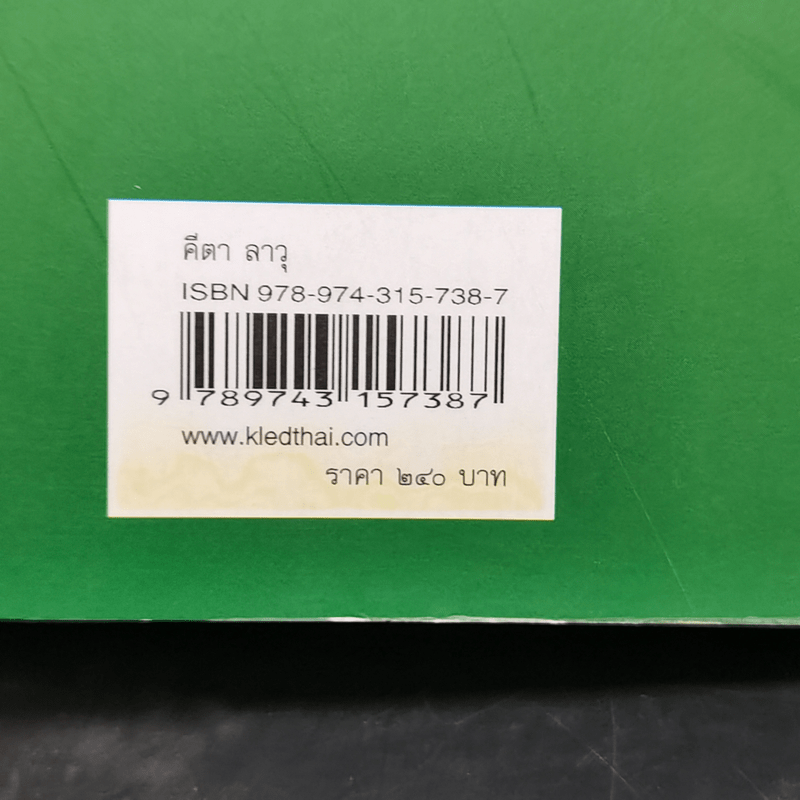 คีตา ลาวุ
ISBN 978-974-315-738-7
9 789743 157387
www.kledthai.com
ราคา ๒๔๐ บาท